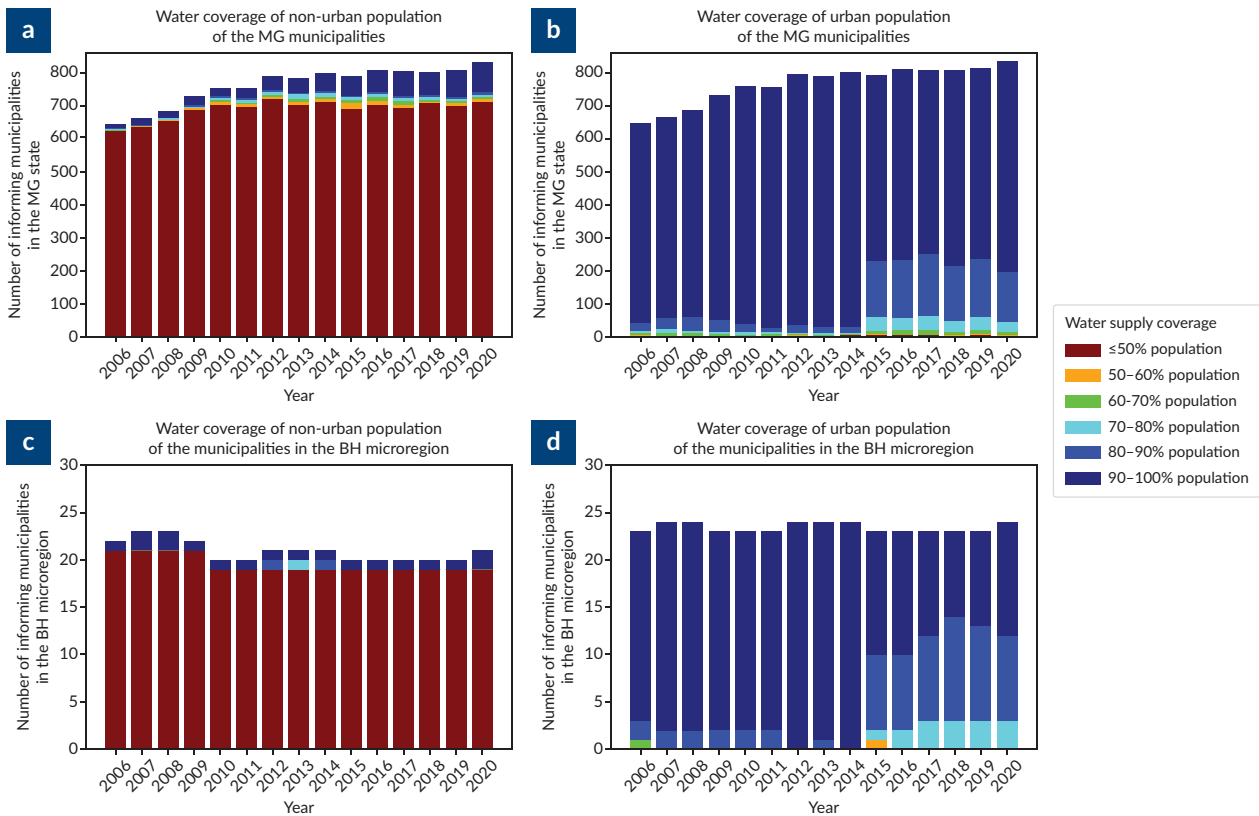 a
Water coverage of non-urban population
of the MG municipalities
Number of informing municipalities
in the MG state
800
700
600
500
400
300
200
100
0
2006 2007 2008 2009 2010 2011 2012 2013 2014 2015 2016 2017 2018 2019 2020
Year
b
Water coverage of urban population
of the MG municipalities
Number of informing municipalities
in the MG state
800
700
600
500
400
300
200
100
0
2006 2007 2008 2009 2010 2011 2012 2013 2014 2015 2016 2017 2018 2019 2020
Year
Water supply coverage
≤50% population
50–60% population
60-70% population
70–80% population
80–90% population
90–100% population
c
Water coverage of non-urban population
of the municipalities in the BH microregion
Number of informing municipalities
in the BH microregion
30
25
20
15
10
5
0
2006 2007 2008 2009 2010 2011 2012 2013 2014 2015 2016 2017 2018 2019 2020
Year
d
Water coverage of urban population
of the municipalities in the BH microregion
Number of informing municipalities
in the BH microregion
30
25
20
15
10
5
0
2006 2007 2008 2009 2010 2011 2012 2013 2014 2015 2016 2017 2018 2019 2020
Year